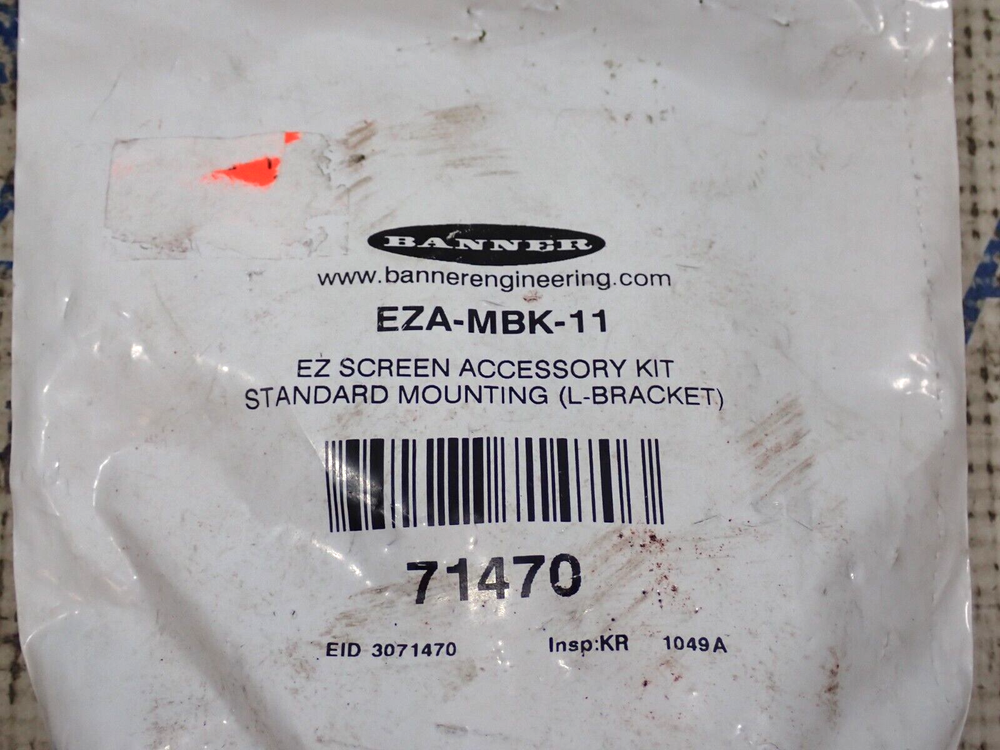 BANNER
www.bannerengineering.com
EZA-MBK-11
EZ SCREEN ACCESSORY KIT
STANDARD MOUNTING (L-BRACKET)
71470
EID 3071470 Insp:KR 1049A